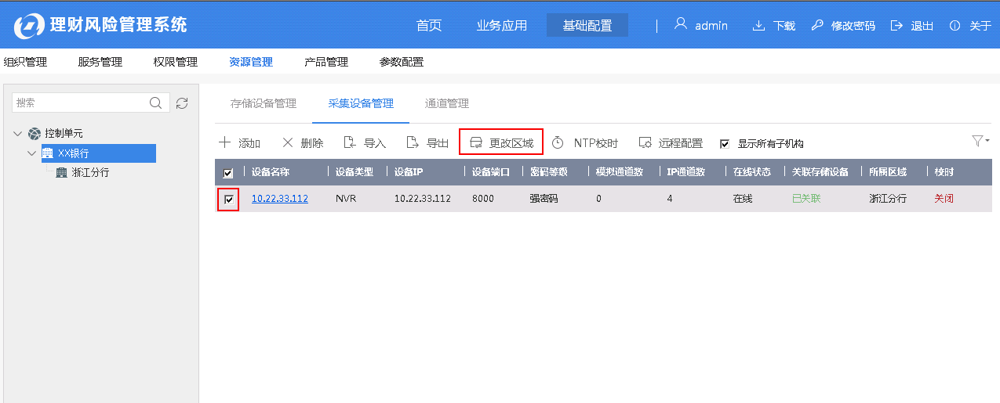 理财风险管理系统 首页 业务应用 基础配置 admin 下载 修改密码 退出 关于
组织管理 服务管理 权限管理 资源管理 产品管理 参数配置
搜索
控制单元
XX银行
浙江分行
存储设备管理 采集设备管理 通道管理
添加 删除 导入 导出 更改区域 NTP校时 远程配置 显示所有子机构
设备名称 设备类型 设备IP 设备端口 密码等级 模拟通道数 IP通道数 在线状态 关联存储设备 所属区域 校时
10.22.33.112 NVR 10.22.33.112 8000 强密码 0 4 在线 已关联 浙江分行 关闭